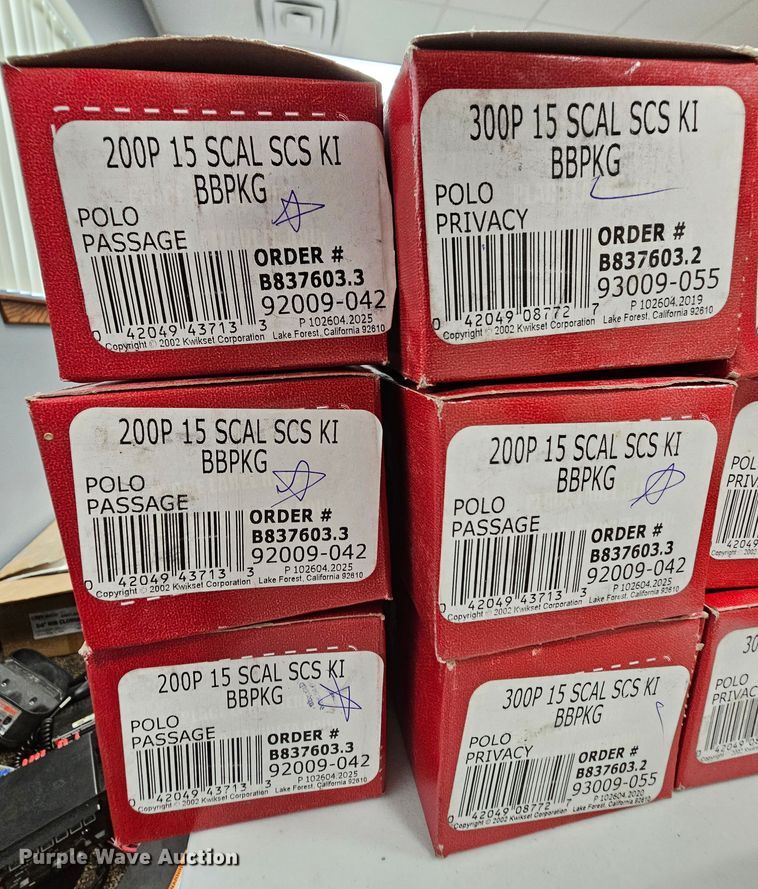 200P 15 SCAL SCS KI
BBPKG
POLO
PASSAGE
ORDER #
B837603.3
92009-042
0 42049 43713 3
P 102604.2025
Copyright © 2002 Kwikset Corporation Lake Forest, California 92610
300P 15 SCAL SCS KI
BBPKG
POLO
PRIVACY
ORDER #
B837603.2
93009-055
0 42049 08772 7
P 102604.2019
Copyright © 2002 Kwikset Corporation Lake Forest, California 92610
200P 15 SCAL SCS KI
BBPKG
POLO
PASSAGE
ORDER #
B837603.3
92009-042
0 42049 43713 3
P 102604.2025
Copyright © 2002 Kwikset Corporation Lake Forest, California 92610
200P 15 SCAL SCS KI
BBPKG
POLO
PASSAGE
ORDER #
B837603.3
92009-042
0 42049 43713 3
P 102604.2025
Copyright © 2002 Kwikset Corporation Lake Forest, California 92610
POL
PRIV
42049
Copyright 2002
200P 15 SCAL SCS KI
BBPKG
POLO
PASSAGE
ORDER #
B837603.3
92009-042
0 42049 43713 3
P 102604.2025
Copyright © 2002 Kwikset Corporation Lake Forest, California 92610
300P 15 SCAL SCS KI
BBPKG
POLO
PRIVACY
ORDER #
B837603.2
93009-055
0 42049 08772 7
P 102604.2020
Copyright © 2002 Kwikset Corporation Lake Forest, California 92610
30
POLO
PRIVAC
Purple Wave Auction